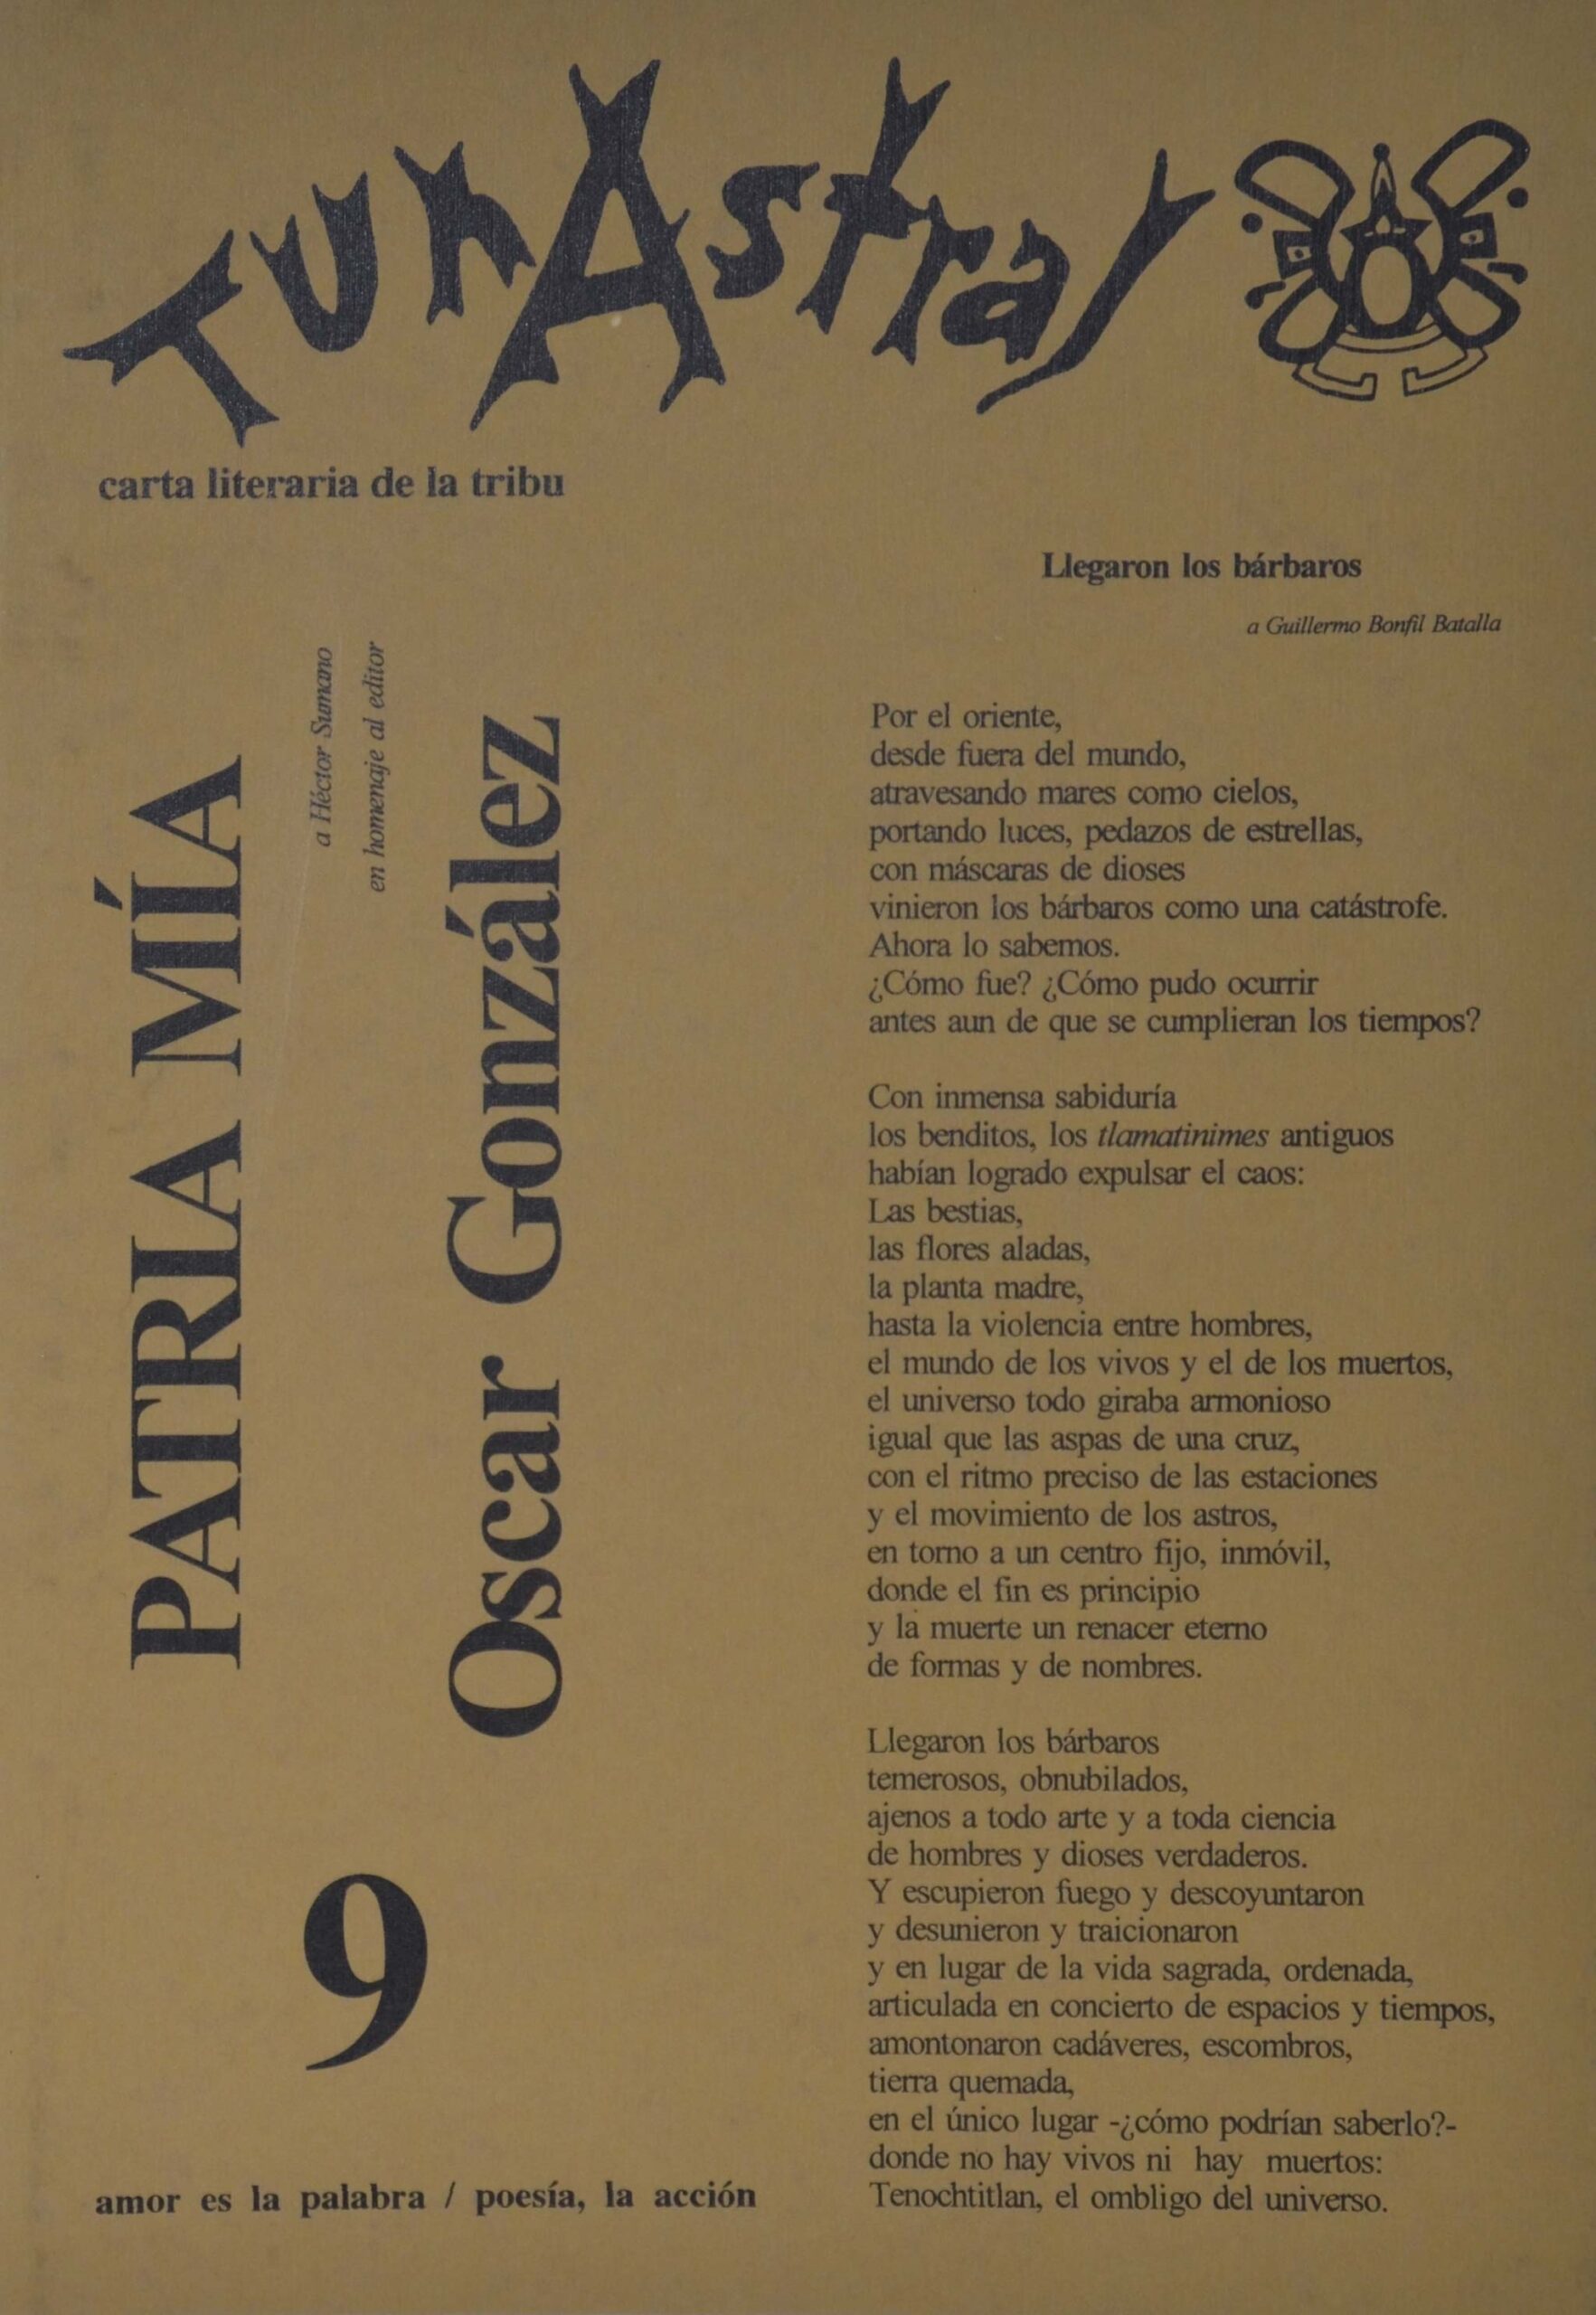 TunAstral
carta literaria de la tribu
PATRIA MÍA
a Héctor Sumano
en homenaje al editor
Oscar González
9
amor es la palabra / poesía, la acción
Llegaron los bárbaros
a Guillermo Bonfil Batalla
Por el oriente,
desde fuera del mundo,
atravesando mares como cielos,
portando luces, pedazos de estrellas,
con máscaras de dioses
vinieron los bárbaros como una catástrofe.
Ahora lo sabemos.
¿Cómo fue? ¿Cómo pudo ocurrir
antes aun de que se cumplieran los tiempos?
Con inmensa sabiduría
los benditos, los tlamatinimes antiguos
habían logrado expulsar el caos:
Las bestias,
las flores aladas,
la planta madre,
hasta la violencia entre hombres,
el mundo de los vivos y el de los muertos,
el universo todo giraba armonioso
igual que las aspas de una cruz,
con el ritmo preciso de las estaciones
y el movimiento de los astros,
en torno a un centro fijo, inmóvil,
donde el fin es principio
y la muerte un renacer eterno
de formas y de nombres.
Llegaron los bárbaros
temerosos, obnubilados,
ajenos a todo arte y a toda ciencia
de hombres y dioses verdaderos.
Y escupieron fuego y descoyuntaron
y desunieron y traicionaron
y en lugar de la vida sagrada, ordenada,
articulada en concierto de espacios y tiempos,
amontonaron cadáveres, escombros,
tierra quemada,
en el único lugar -¿cómo podrían saberlo?-
donde no hay vivos ni hay muertos:
Tenochtitlan, el ombligo del universo.